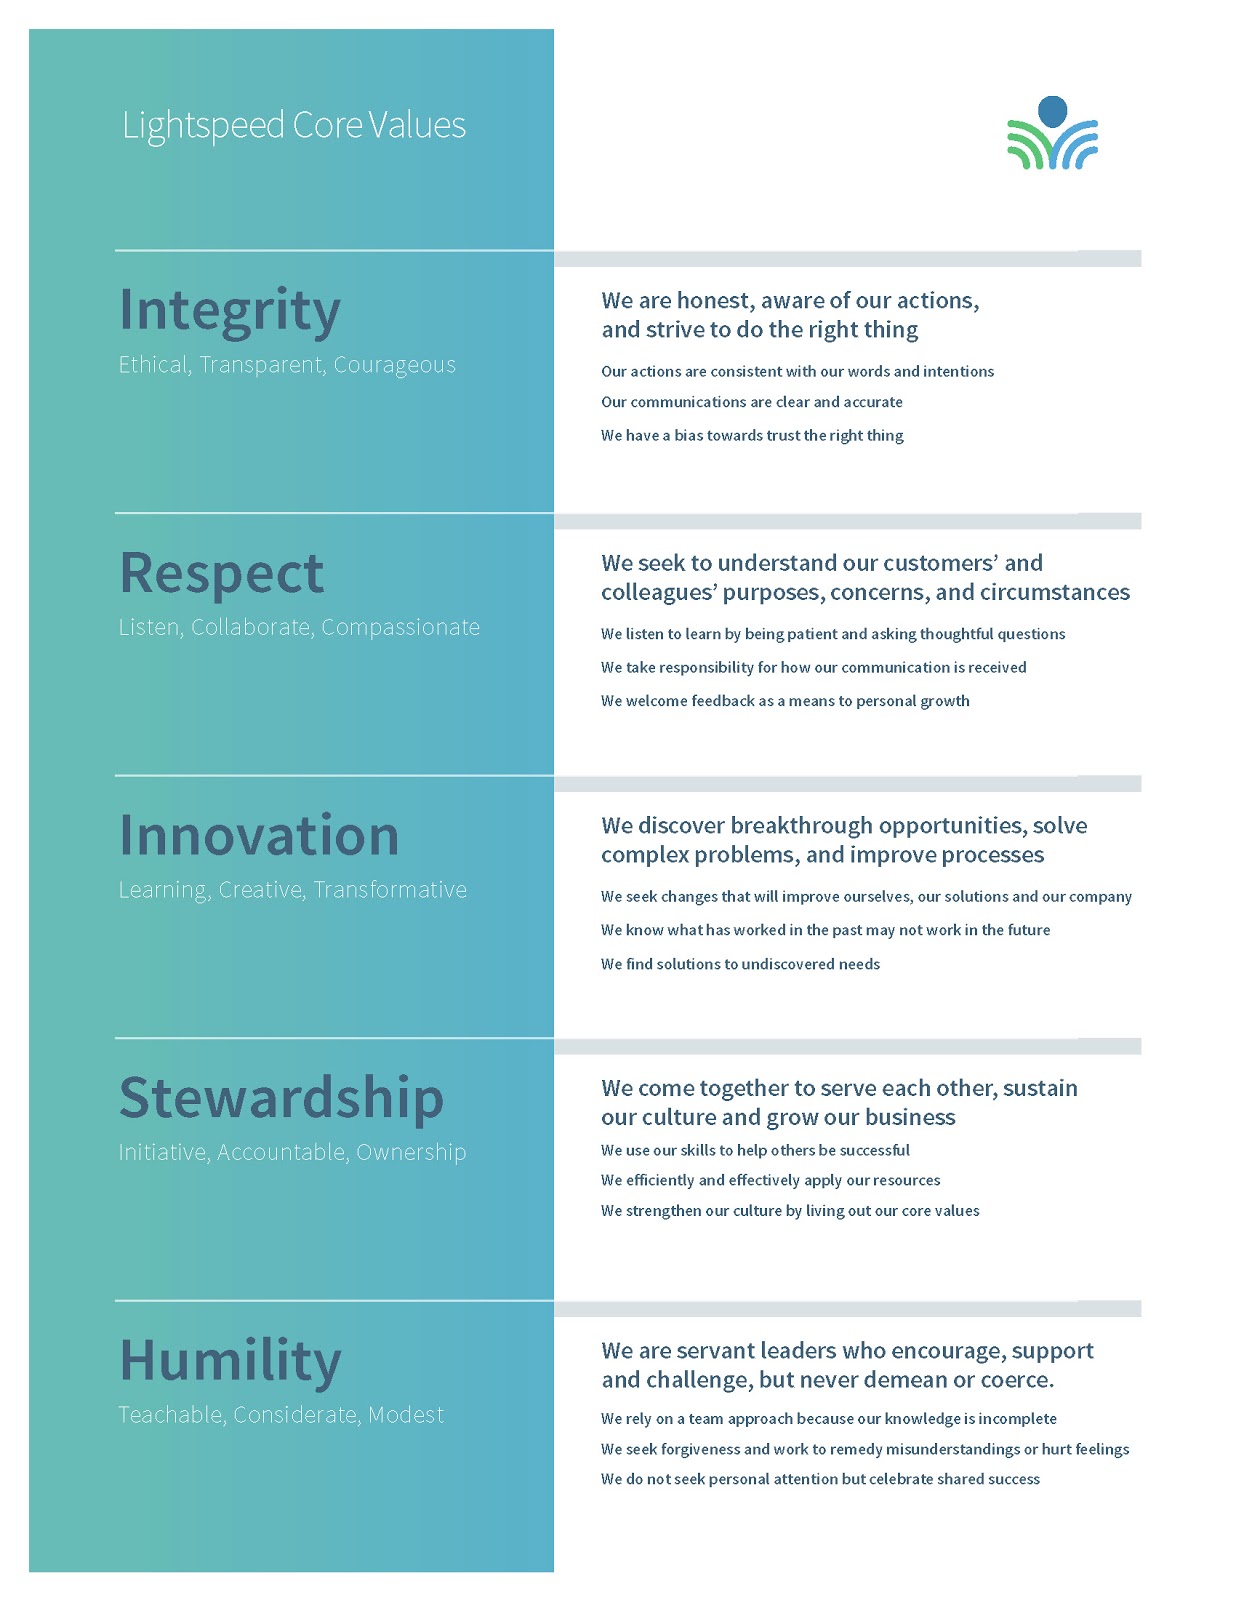 Lightspeed Core Values
Integrity
Ethical, Transparent, Courageous
We are honest, aware of our actions,
and strive to do the right thing
Our actions are consistent with our words and intentions
Our communications are clear and accurate
We have a bias towards trust the right thing
Respect
Listen, Collaborate, Compassionate
We seek to understand our customers’ and
colleagues’ purposes, concerns, and circumstances
We listen to learn by being patient and asking thoughtful questions
We take responsibility for how our communication is received
We welcome feedback as a means to personal growth
Innovation
Learning, Creative, Transformative
We discover breakthrough opportunities, solve
complex problems, and improve processes
We seek changes that will improve ourselves, our solutions and our company
We know what has worked in the past may not work in the future
We find solutions to undiscovered needs
Stewardship
Initiative, Accountable, Ownership
We come together to serve each other, sustain
our culture and grow our business
We use our skills to help others be successful
We efficiently and effectively apply our resources
We strengthen our culture by living out our core values
Humility
Teachable, Considerate, Modest
We are servant leaders who encourage, support
and challenge, but never demean or coerce.
We rely on a team approach because our knowledge is incomplete
We seek forgiveness and work to remedy misunderstandings or hurt feelings
We do not seek personal attention but celebrate shared success